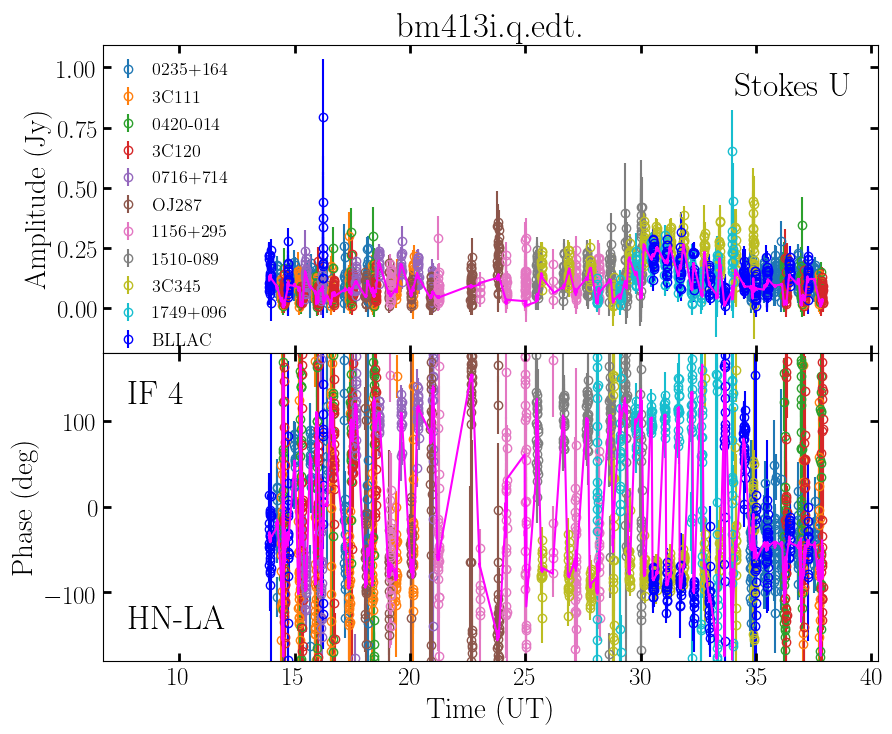 bm413i.q.edt.
Stokes U
Amplitude (Jy)
1.00
0.75
0.50
0.25
0.00
0235+164
3C111
0420-014
3C120
0716+714
OJ287
1156+295
1510-089
3C345
1749+096
BLLAC
IF 4
HN-LA
Phase (deg)
100
0
−100
10 15 20 25 30 35 40
Time (UT)